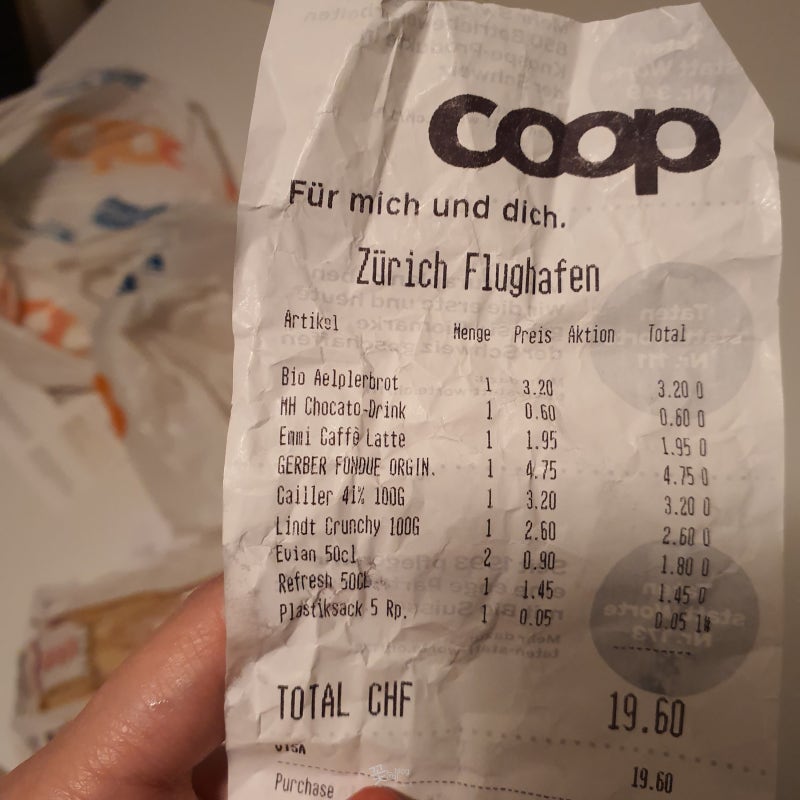 coop
Für mich und dich.
Zürich Flughafen
Artikel Menge Preis Aktion Total
Bio Aelplerbrot 1 3.20 3.20 0
MH Chocato-Drink 1 0.60 0.60 0
Emmi Caffè Latte 1 1.95 1.95 0
GERBER FONDUE ORGIN. 1 4.75 4.75 0
Cailler 41% 100G 1 3.20 3.20 0
Lindt Crunchy 100G 1 2.60 2.60 0
Evian 50cl 2 0.90 1.80 0
Refresh 50CL 1 1.45 1.45 0
Plastiksack 5 Rp. 1 0.05 0.05 1*
TOTAL CHF 19.60
VISA
Purchase 19.60